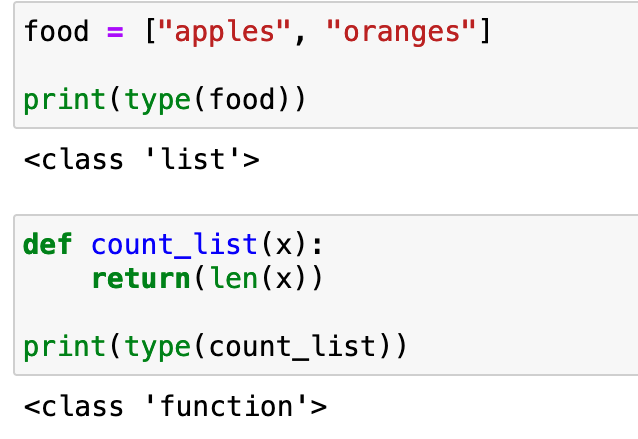 food = ["apples", "oranges"]
print(type(food))
<class 'list'>
def count_list(x):
    return(len(x))
print(type(count_list))
<class 'function'>